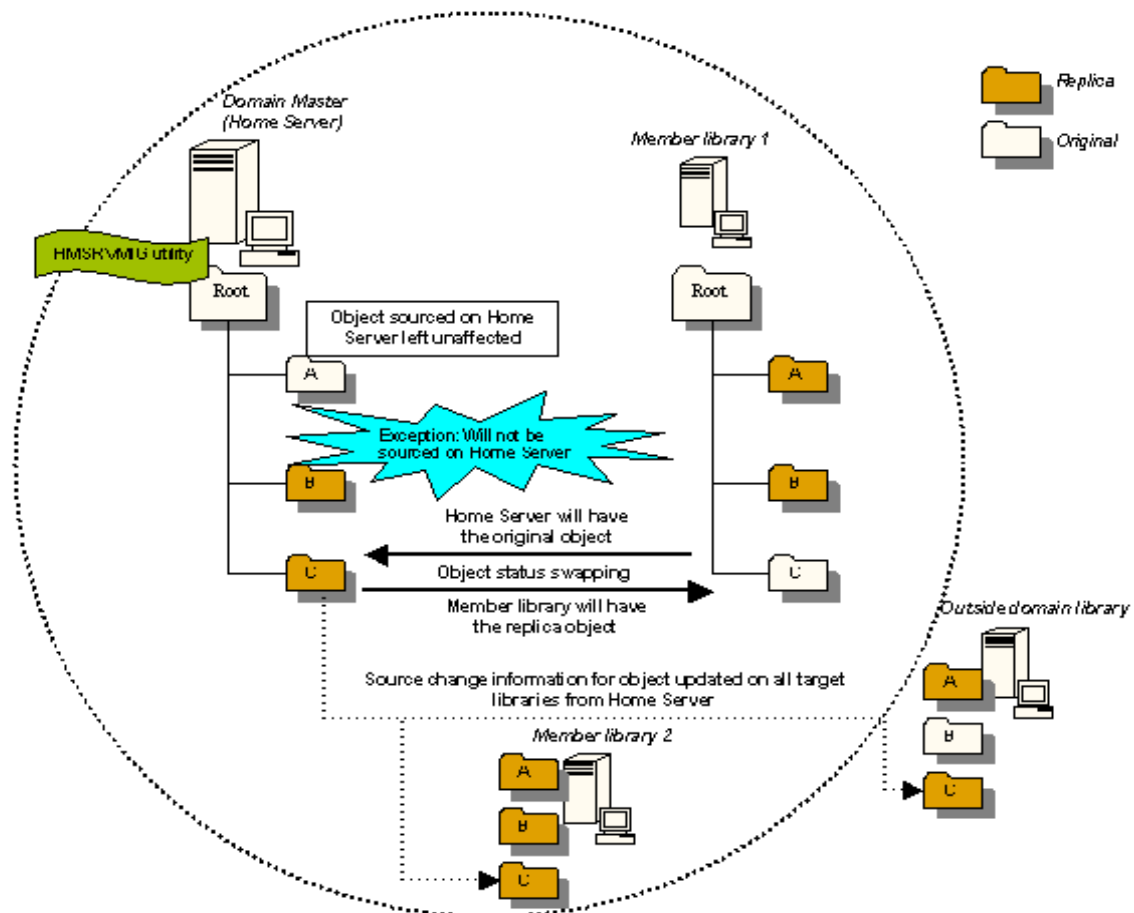 Domain Master
(Home Server)
Member library 1
Replica
Original
HMSRVMIG utility
Root
Root
Object sourced on Home
Server left unaffected
A
A
Exception: Will not be
sourced on Home Server
B
B
Home Server will have
the original object
C
Object status swapping
C
Member library will have
the replica object
Outside domain library
Source change information for object updated on all target
libraries from Home Server
A
B
C
Member library 2
A
B
C